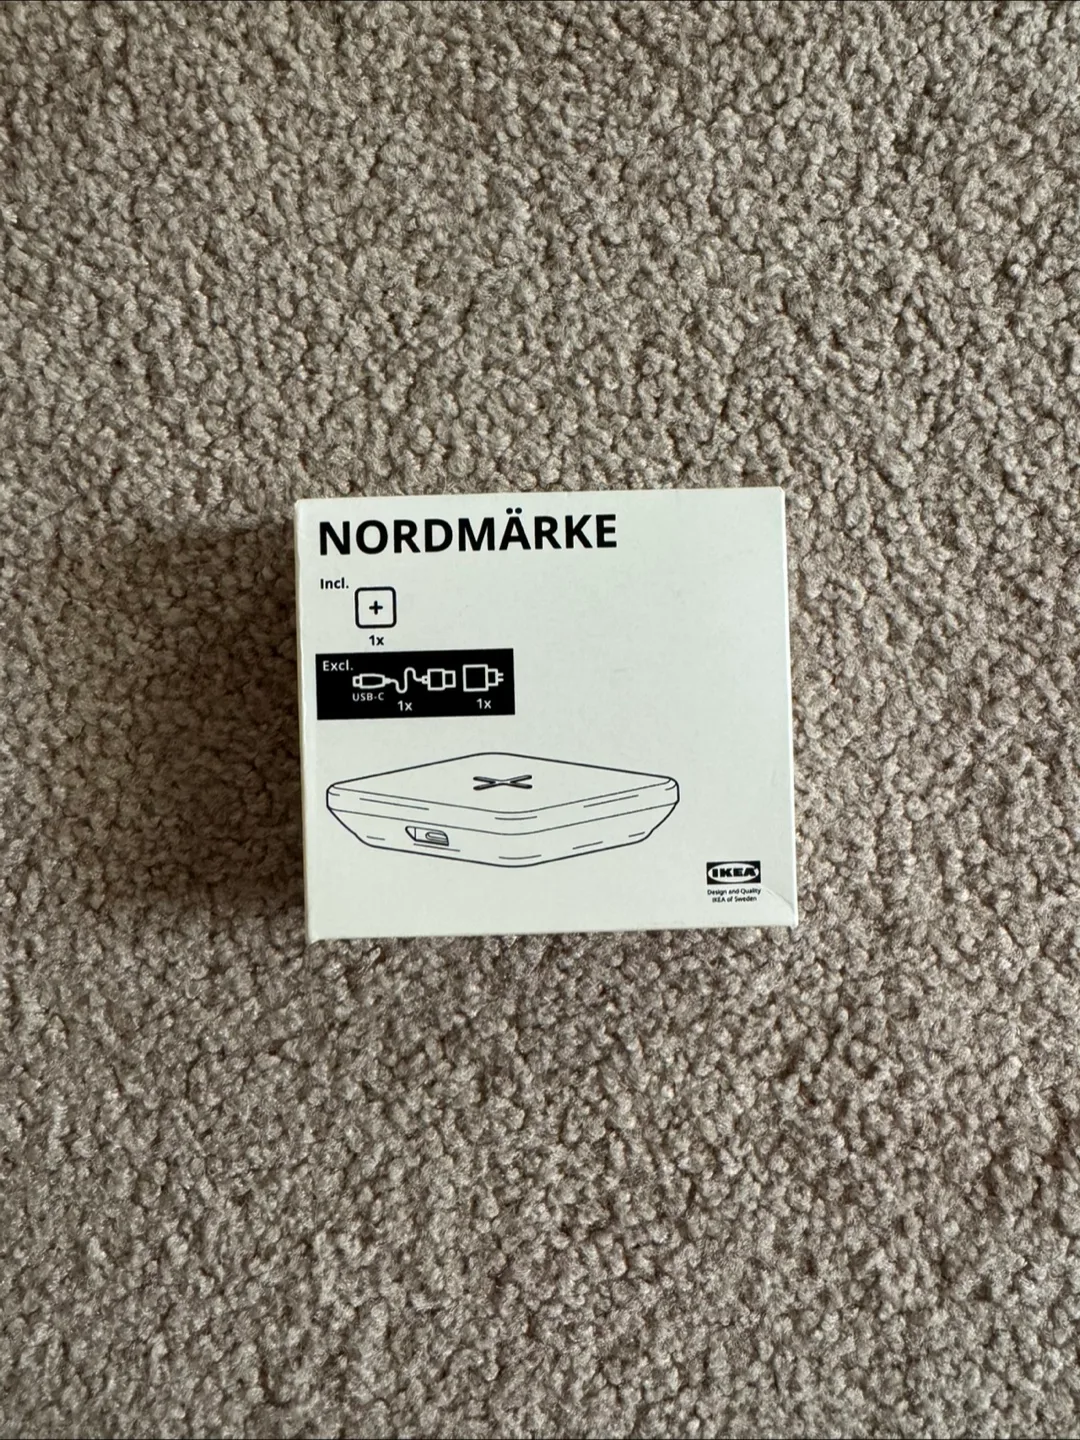 NORDMÄRKE
Incl.
1x
Excl.
USB-C
1x
1x
IKEA
Design and Quality
IKEA of Sweden